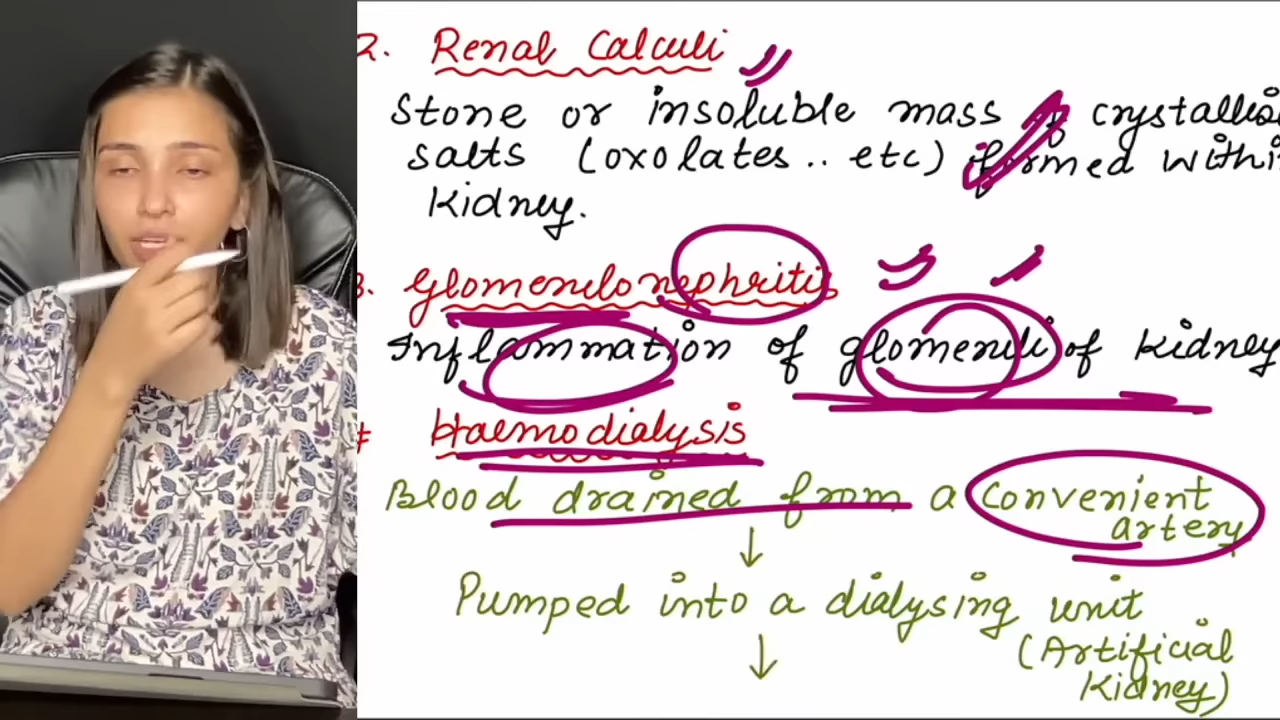 2. Renal Calculi
Stone or insoluble mass of crystallis
salts (oxolates.. etc) formed withi
kidney.
3. Glomerulonephritis
Inflammation of glomeruli of kidney
# Haemodialysis
Blood drained from a convenient
artery
↓
Pumped into a dialysing unit
↓
(Artificial
kidney)